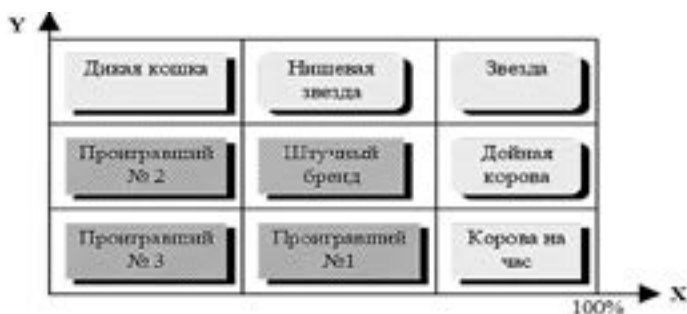 Y
Дикая кошка
Нишевая
звезда
Звезда
Проигравший
№ 2
Штучный
бренд
Дойная
корова
Проигравший
№ 3
Проигравший
№1
Корова на
час
X
100%